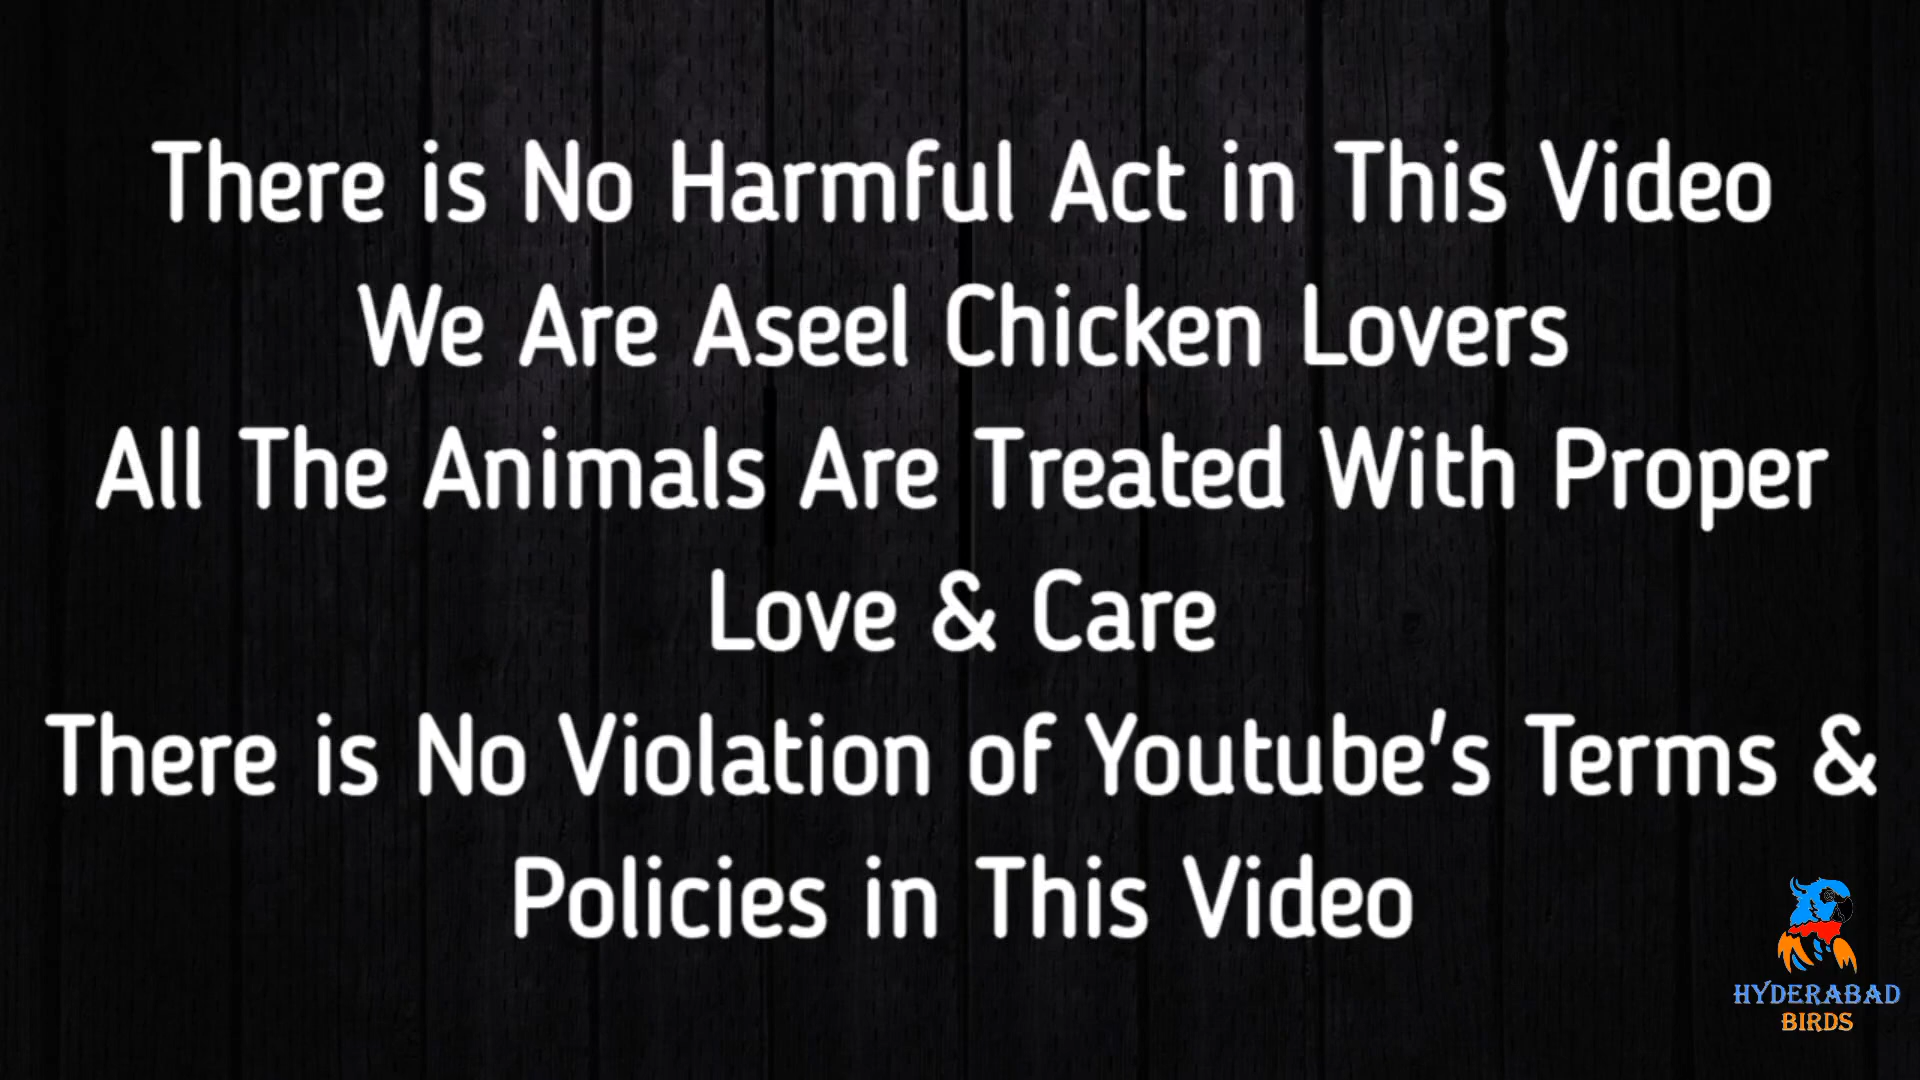 There is No Harmful Act in This Video
We Are Aseel Chicken Lovers
All The Animals Are Treated With Proper
Love & Care
There is No Violation of Youtube's Terms &
Policies in This Video
HYDERABAD
BIRDS